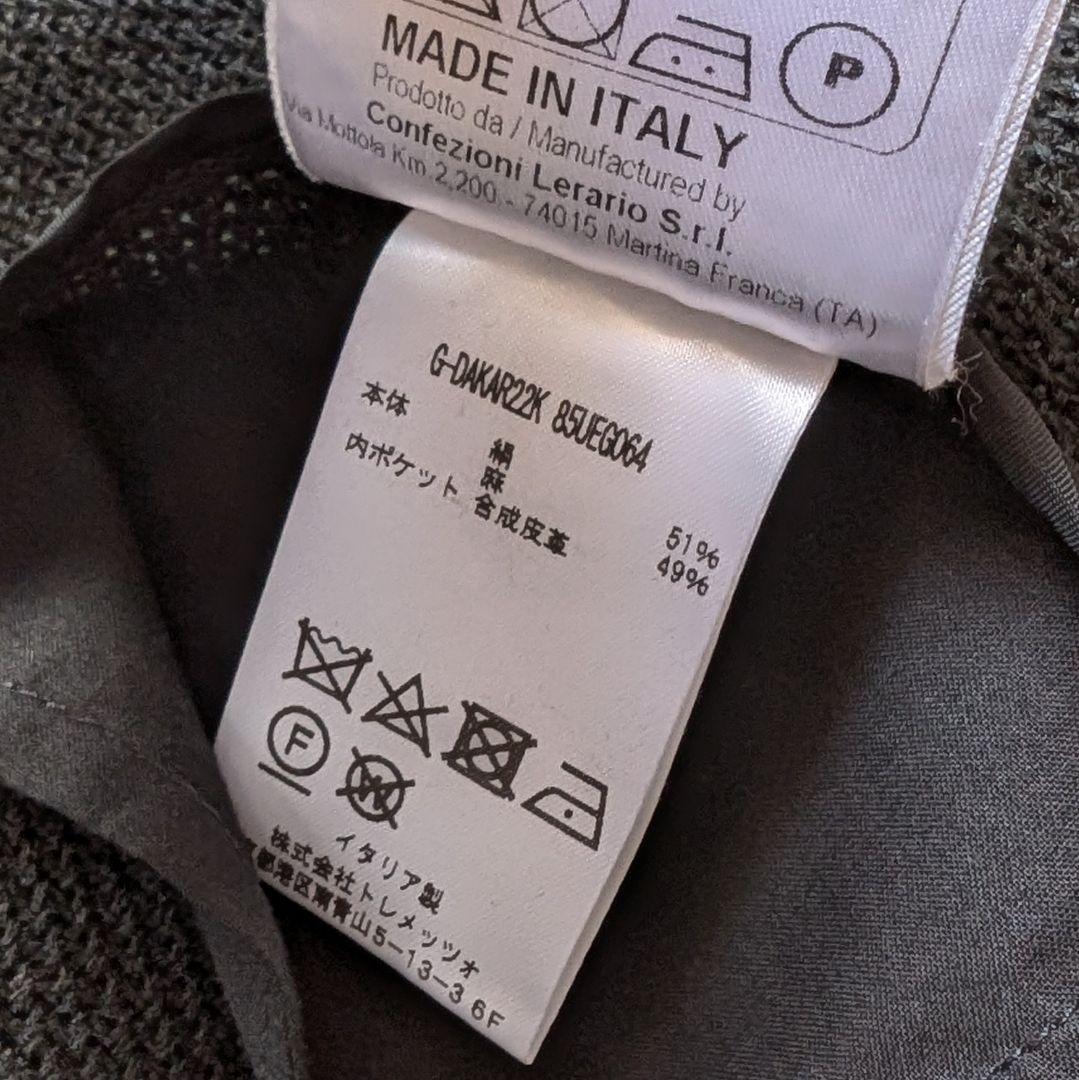 P
MADE IN ITALY
Prodotto da / Manufactured by
Confezioni Lerario S.r.l.
Via Mottola Km.2,200 - 74015 Martina Franca (TA)
G-DAKAR22K 85UEG064
本体 絹 51%
麻 49%
内ポケット 合成皮革
F
W
イタリア製
株式会社トレメッツォ
都港区南青山5-13-3 6F